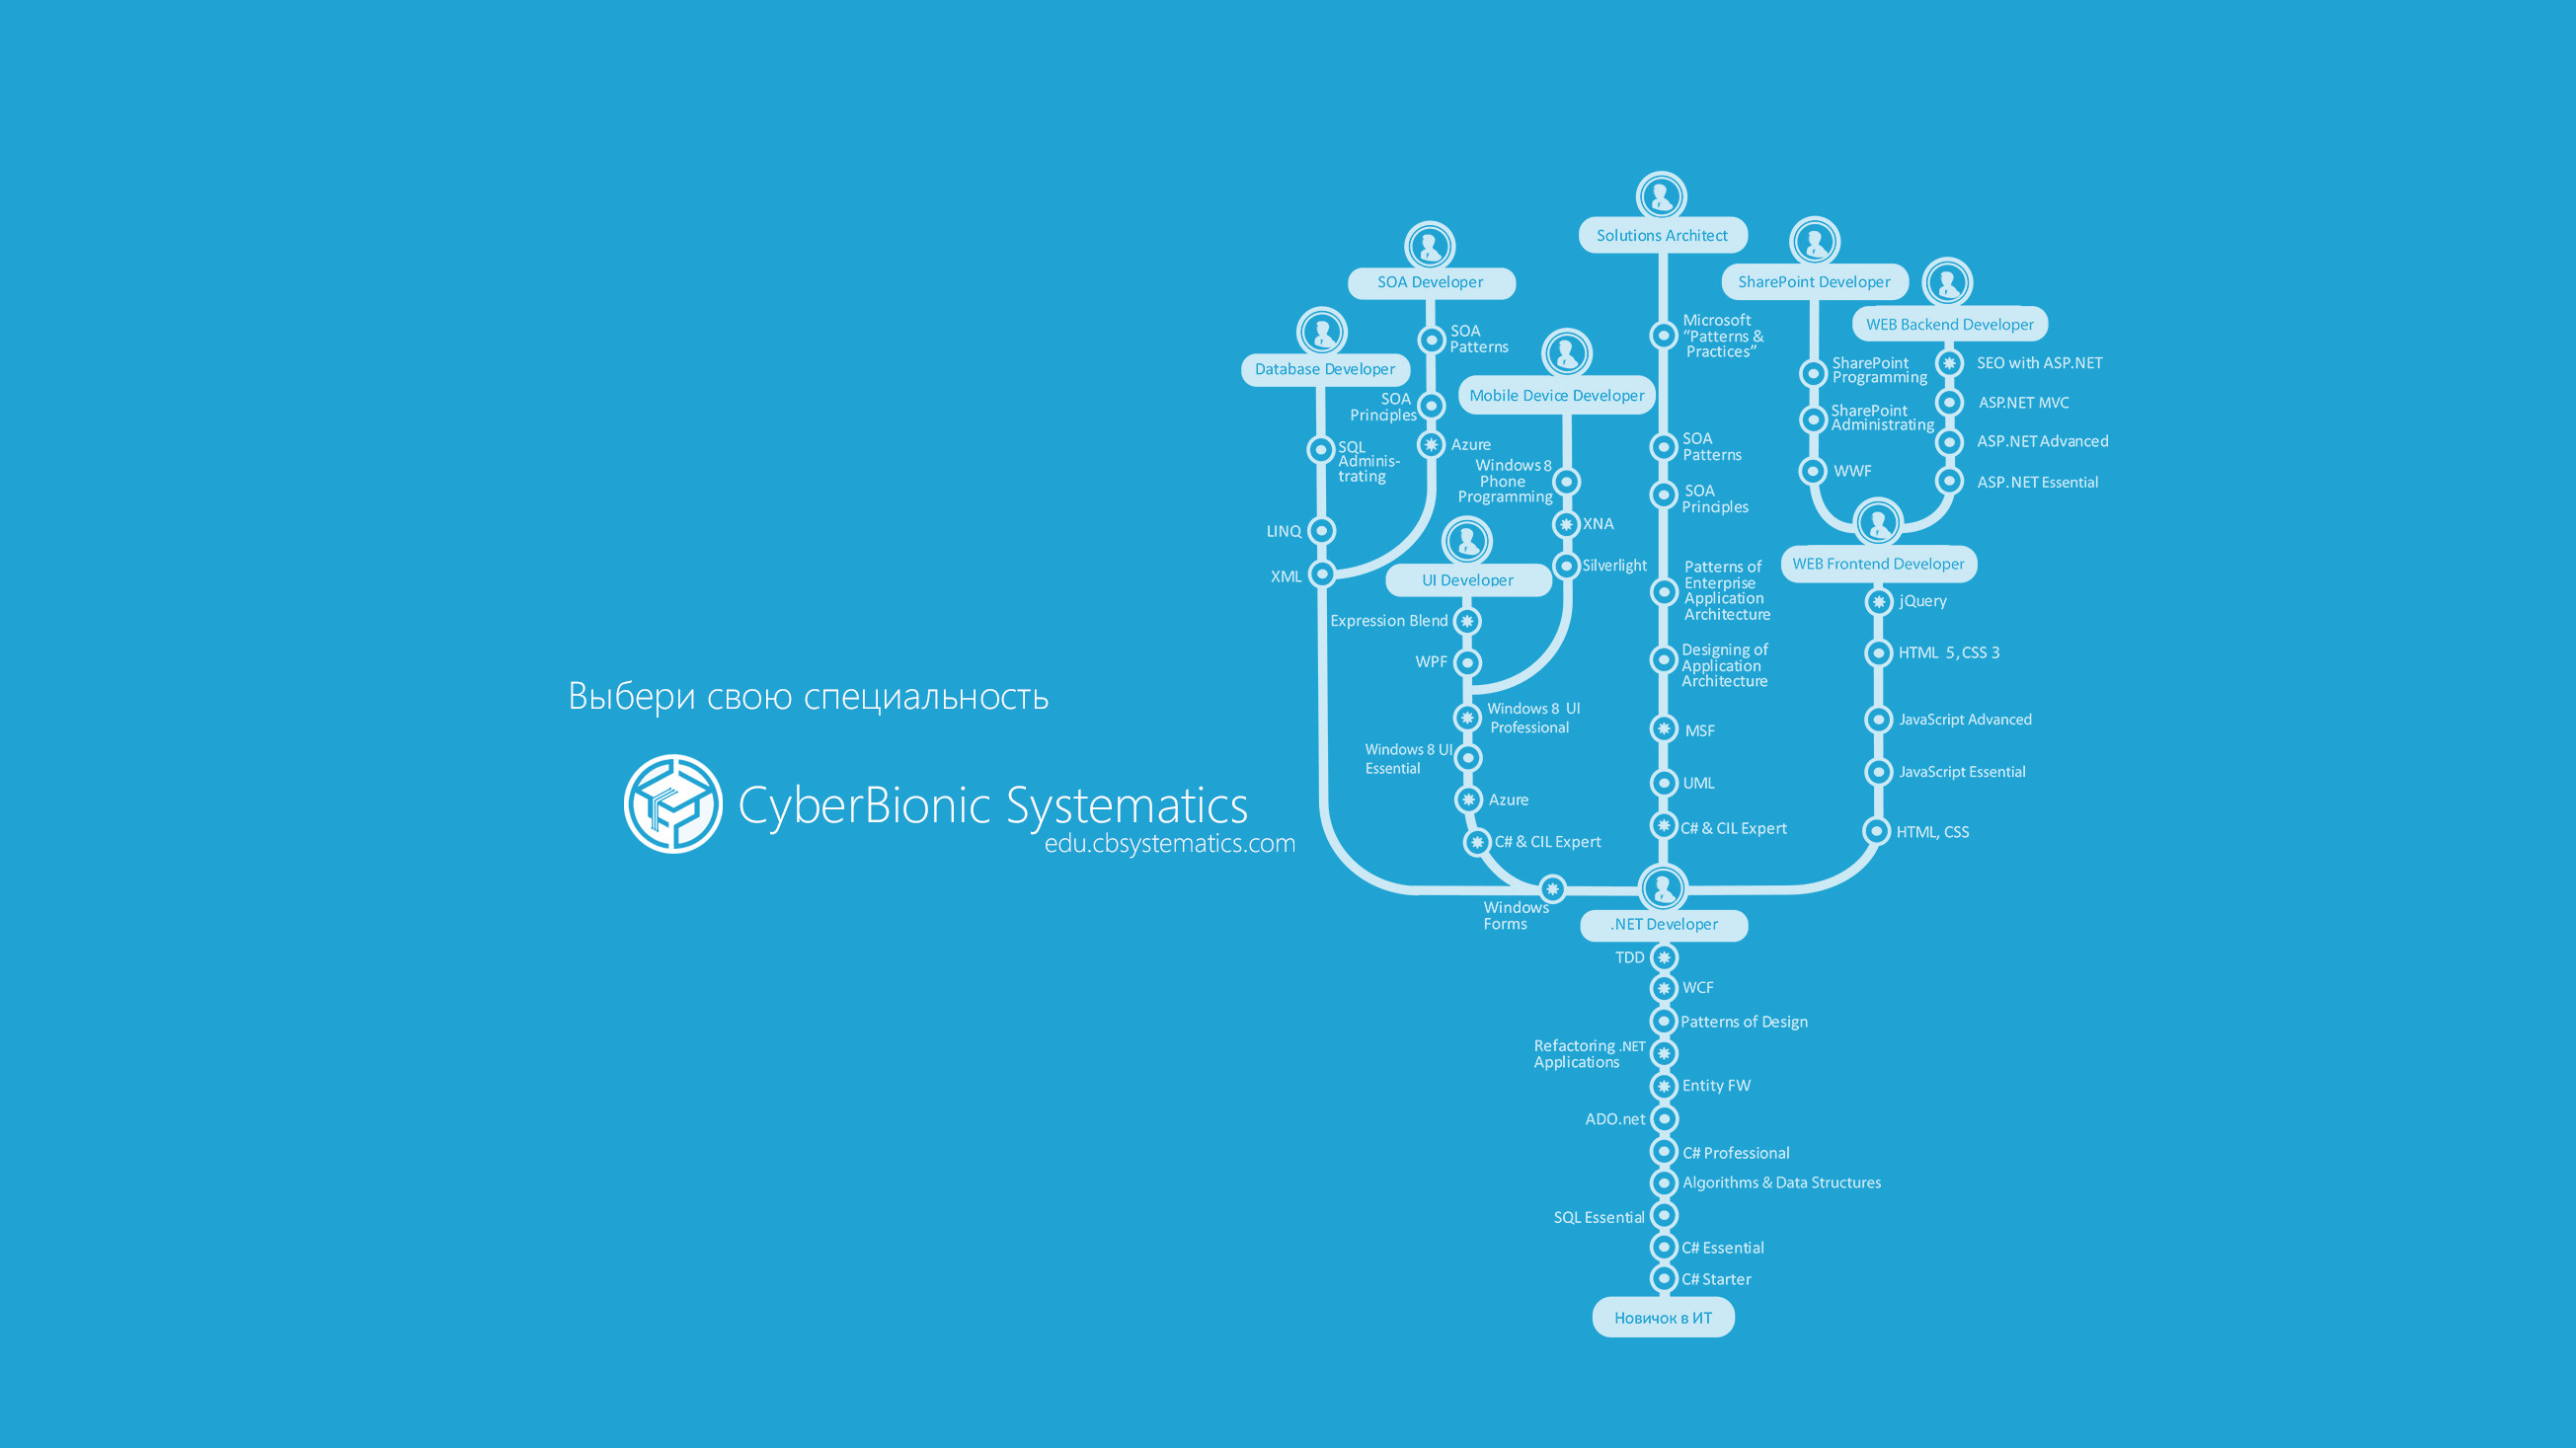 Выбери свою специальность
CyberBionic Systematics
edu.cbsystematics.com
Solutions Architect
Microsoft
“Patterns &
Practices”
SOA
Patterns
SOA
Principles
Patterns of
Enterprise
Application
Architecture
Designing of
Application
Architecture
MSF
UML
C# & CIL Expert
SOA Developer
SOA
Patterns
SOA
Principles
Azure
Database Developer
SQL
Adminis-
trating
LINQ
XML
Mobile Device Developer
Windows 8
Phone
Programming
XNA
Silverlight
UI Developer
Expression Blend
WPF
Windows 8 UI
Professional
Windows 8 UI
Essential
Azure
C# & CIL Expert
Windows
Forms
SharePoint Developer
SharePoint
Programming
SharePoint
Administrating
WWF
WEB Backend Developer
SEO with ASP.NET
ASP.NET MVC
ASP.NET Advanced
ASP.NET Essential
WEB Frontend Developer
jQuery
HTML 5, CSS 3
JavaScript Advanced
JavaScript Essential
HTML, CSS
.NET Developer
TDD
WCF
Patterns of Design
Refactoring .NET
Applications
Entity FW
ADO.net
C# Professional
Algorithms & Data Structures
SQL Essential
C# Essential
C# Starter
Новичок в ИТ